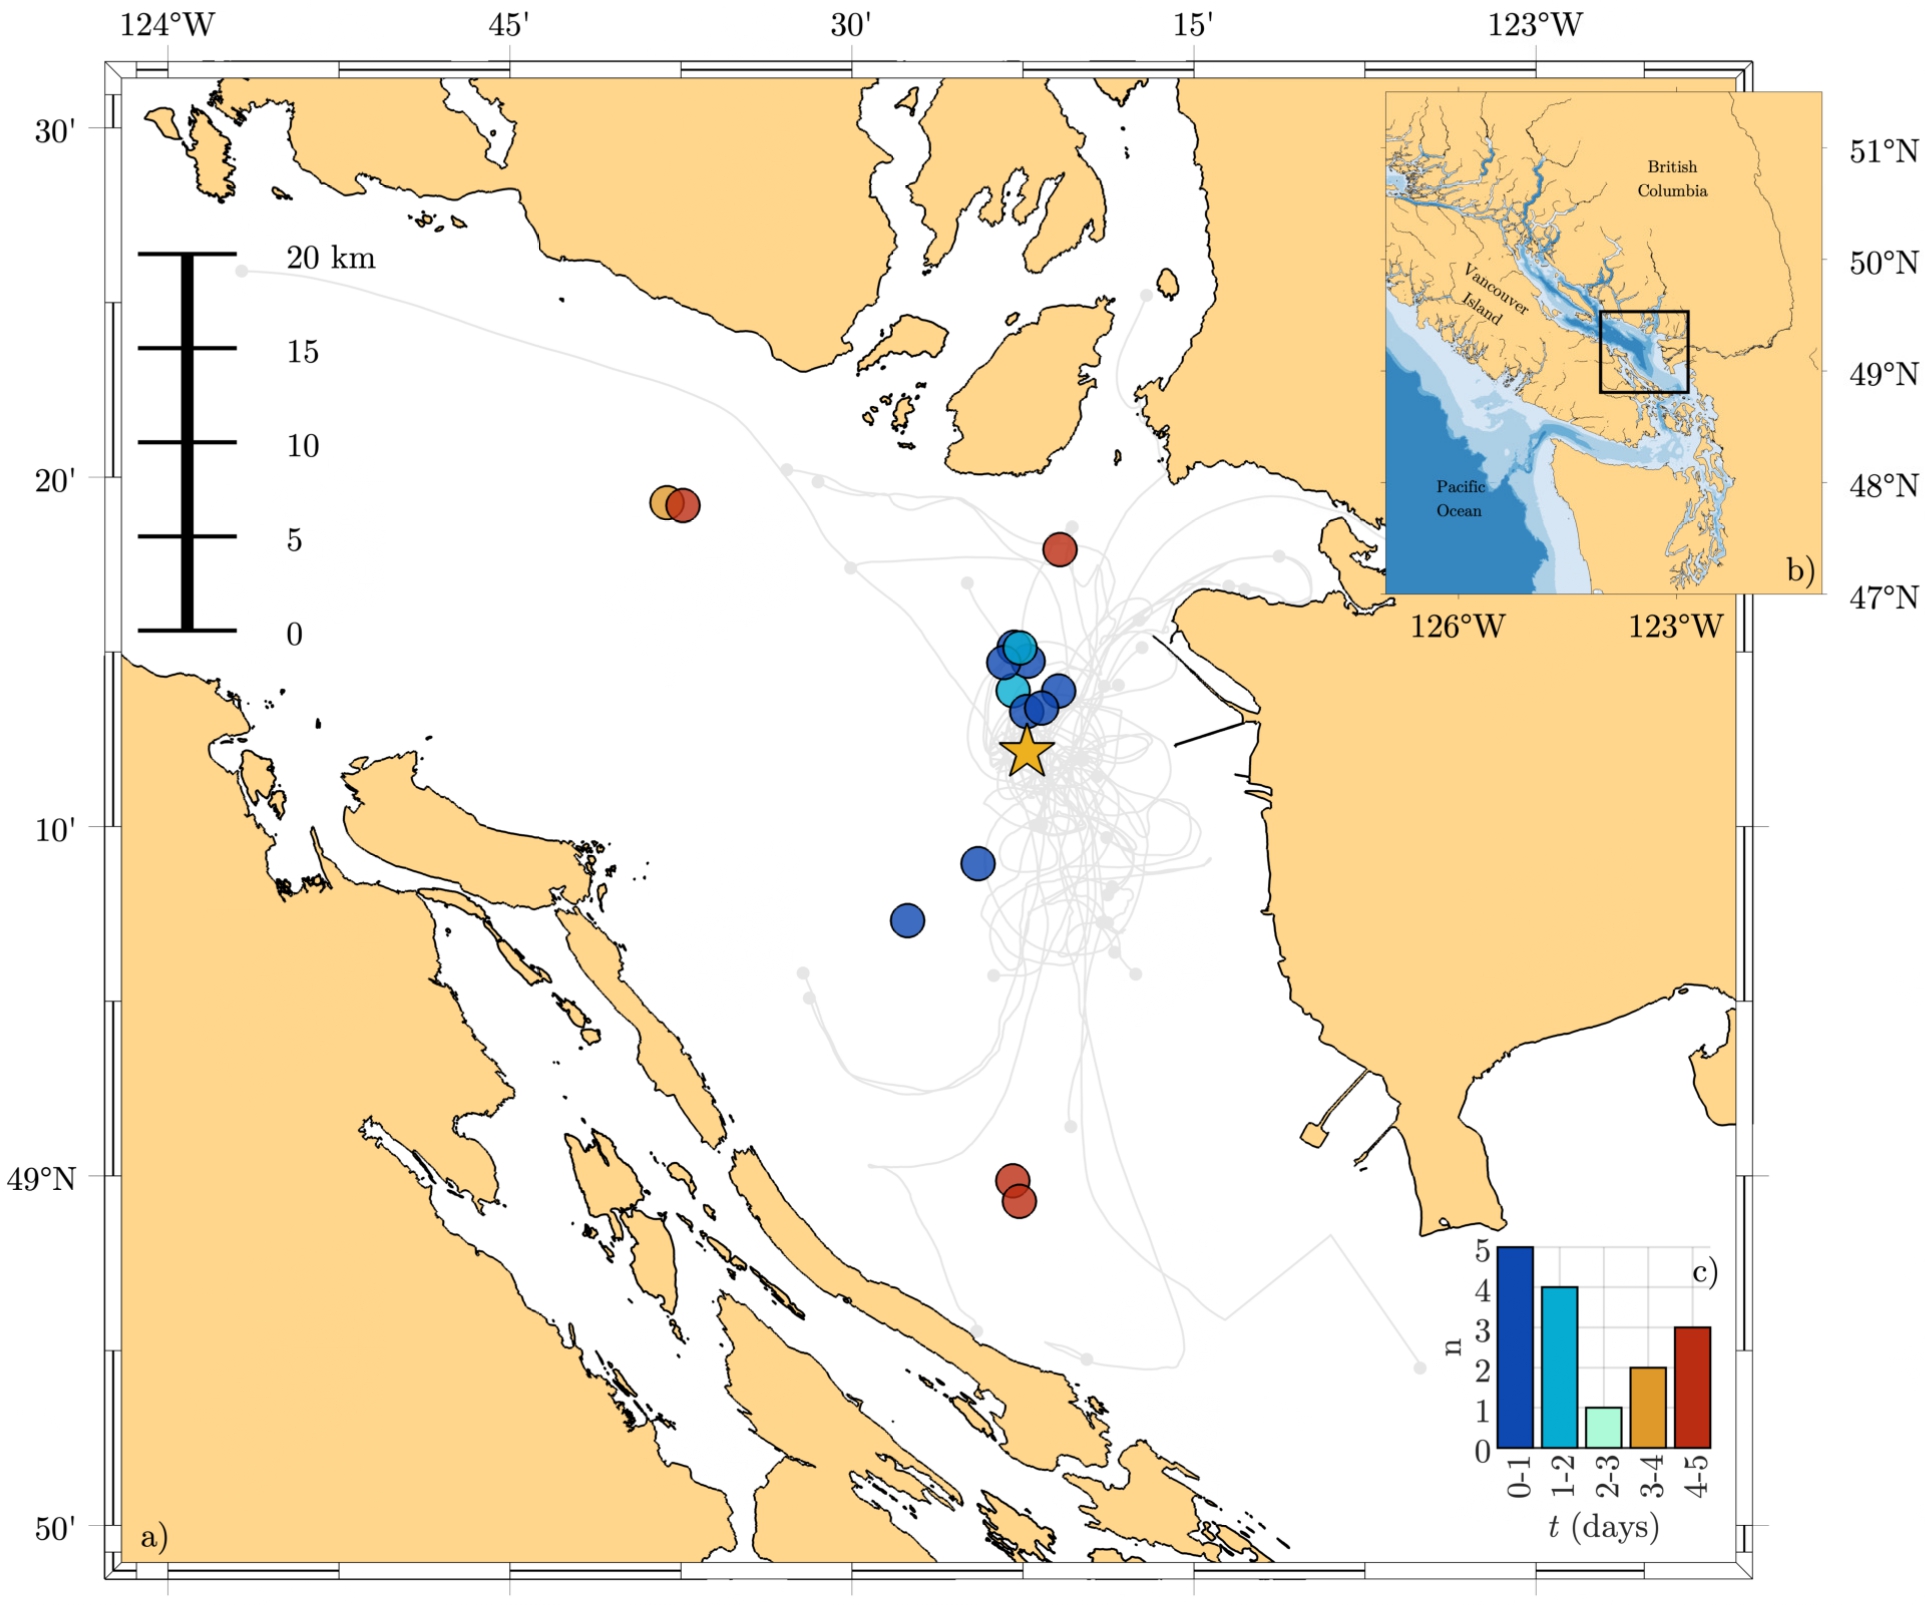 124°W 45' 30' 15' 123°W
30'
20'
10'
49°N
50'
20 km
15
10
5
0
a)
British
Columbia
Vancouver
Island
Pacific
Ocean
b)
51°N
50°N
49°N
48°N
47°N
126°W 123°W
c)
5
4
3
2
1
0
n
0-1 1-2 2-3 3-4 4-5
t (days)